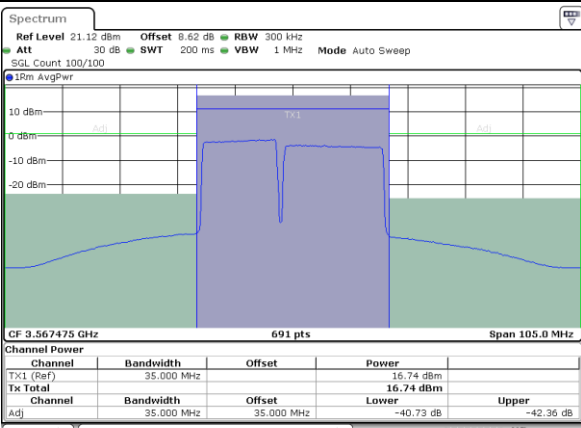 Spectrum
Ref Level 21.12 dBm Offset 8.62 dB RBW 300 kHz
Att 30 dB SWT 200 ms VBW 1 MHz Mode Auto Sweep
SGL Count 100/100
1Rm AvgPwr
10 dBm
TX1
Adj Adj
0 dBm
-10 dBm
-20 dBm
CF 3.567475 GHz 691 pts Span 105.0 MHz
Channel Power
Channel Bandwidth Offset Power
TX1 (Ref) 35.000 MHz 16.74 dBm
Tx Total 16.74 dBm
Channel Bandwidth Offset Lower Upper
Adj 35.000 MHz 35.000 MHz -40.73 dB -42.36 dB